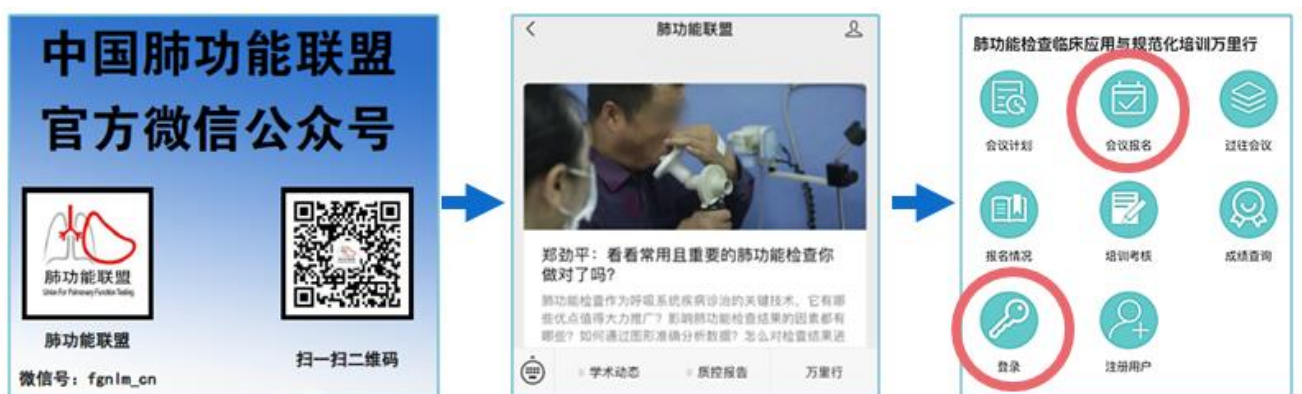 中国肺功能联盟
官方微信公众号
肺功能联盟
Union For Pulmonary Function Testing
肺功能联盟
微信号：fgnlm_cn
扫一扫二维码
肺功能联盟
郑劲平：看看常用且重要的肺功能检查你
做对了吗？
肺功能检查作为呼吸系统疾病诊治的关键技术，它有哪
些优点值得大力推广？影响肺功能检查结果的因素都有
哪些？如何通过图形准确分析数据？怎么对检查结果进
学术动态
质控报告
万里行
肺功能检查临床应用与规范化培训万里行
会议计划
会议报名
过往会议
报名情况
培训考核
成绩查询
登录
注册用户